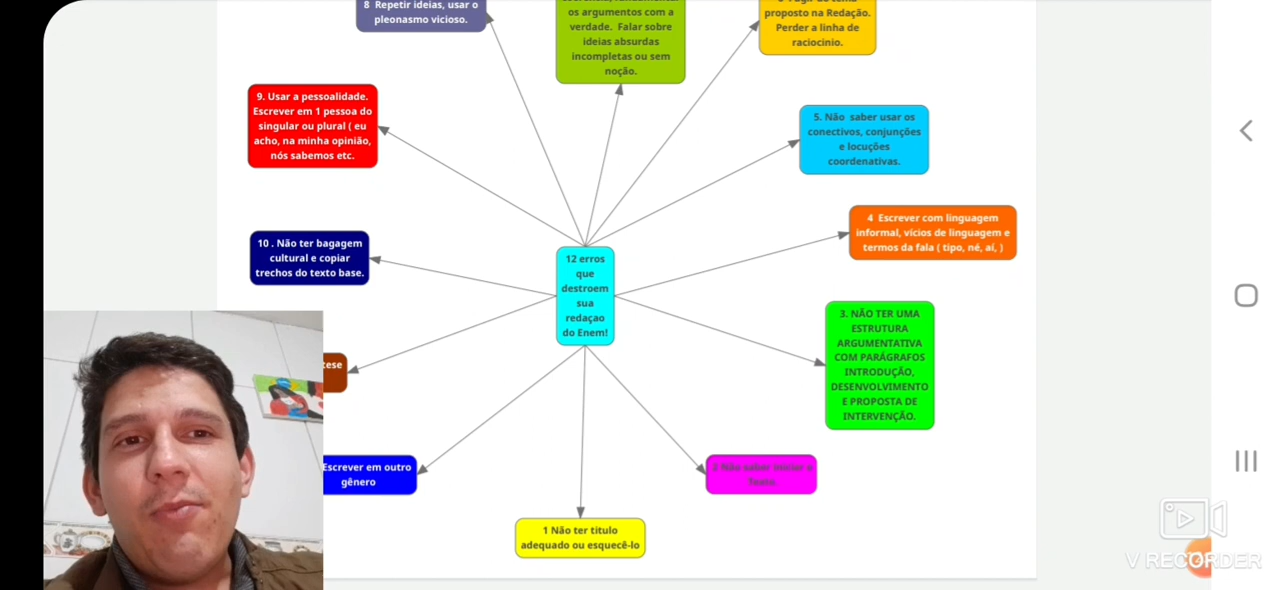 8 Repetir ideias, usar o
pleonasmo vicioso.
os argumentos com a
verdade. Falar sobre
ideias absurdas
incompletas ou sem
noção.
proposto na Redação.
Perder a linha de
raciocinio.
9. Usar a pessoalidade.
Escrever em 1 pessoa do
singular ou plural ( eu
acho, na minha opinião,
nós sabemos etc.
5. Não saber usar os
conectivos, conjunções
e locuções
coordenativas.
4 Escrever com linguagem
informal, vícios de linguagem e
termos da fala ( tipo, né, aí, )
10 . Não ter bagagem
cultural e copiar
trechos do texto base.
12 erros
que
destroem
sua
redaçao
do Enem!
3. NÃO TER UMA
ESTRUTURA
ARGUMENTATIVA
COM PARÁGRAFOS
INTRODUÇÃO,
DESENVOLVIMENTO
E PROPOSTA DE
INTERVENÇÃO.
Escrever em outro
gênero
2 Não saber iniciar o
Texto.
1 Não ter titulo
adequado ou esquecê-lo
V RECORDER